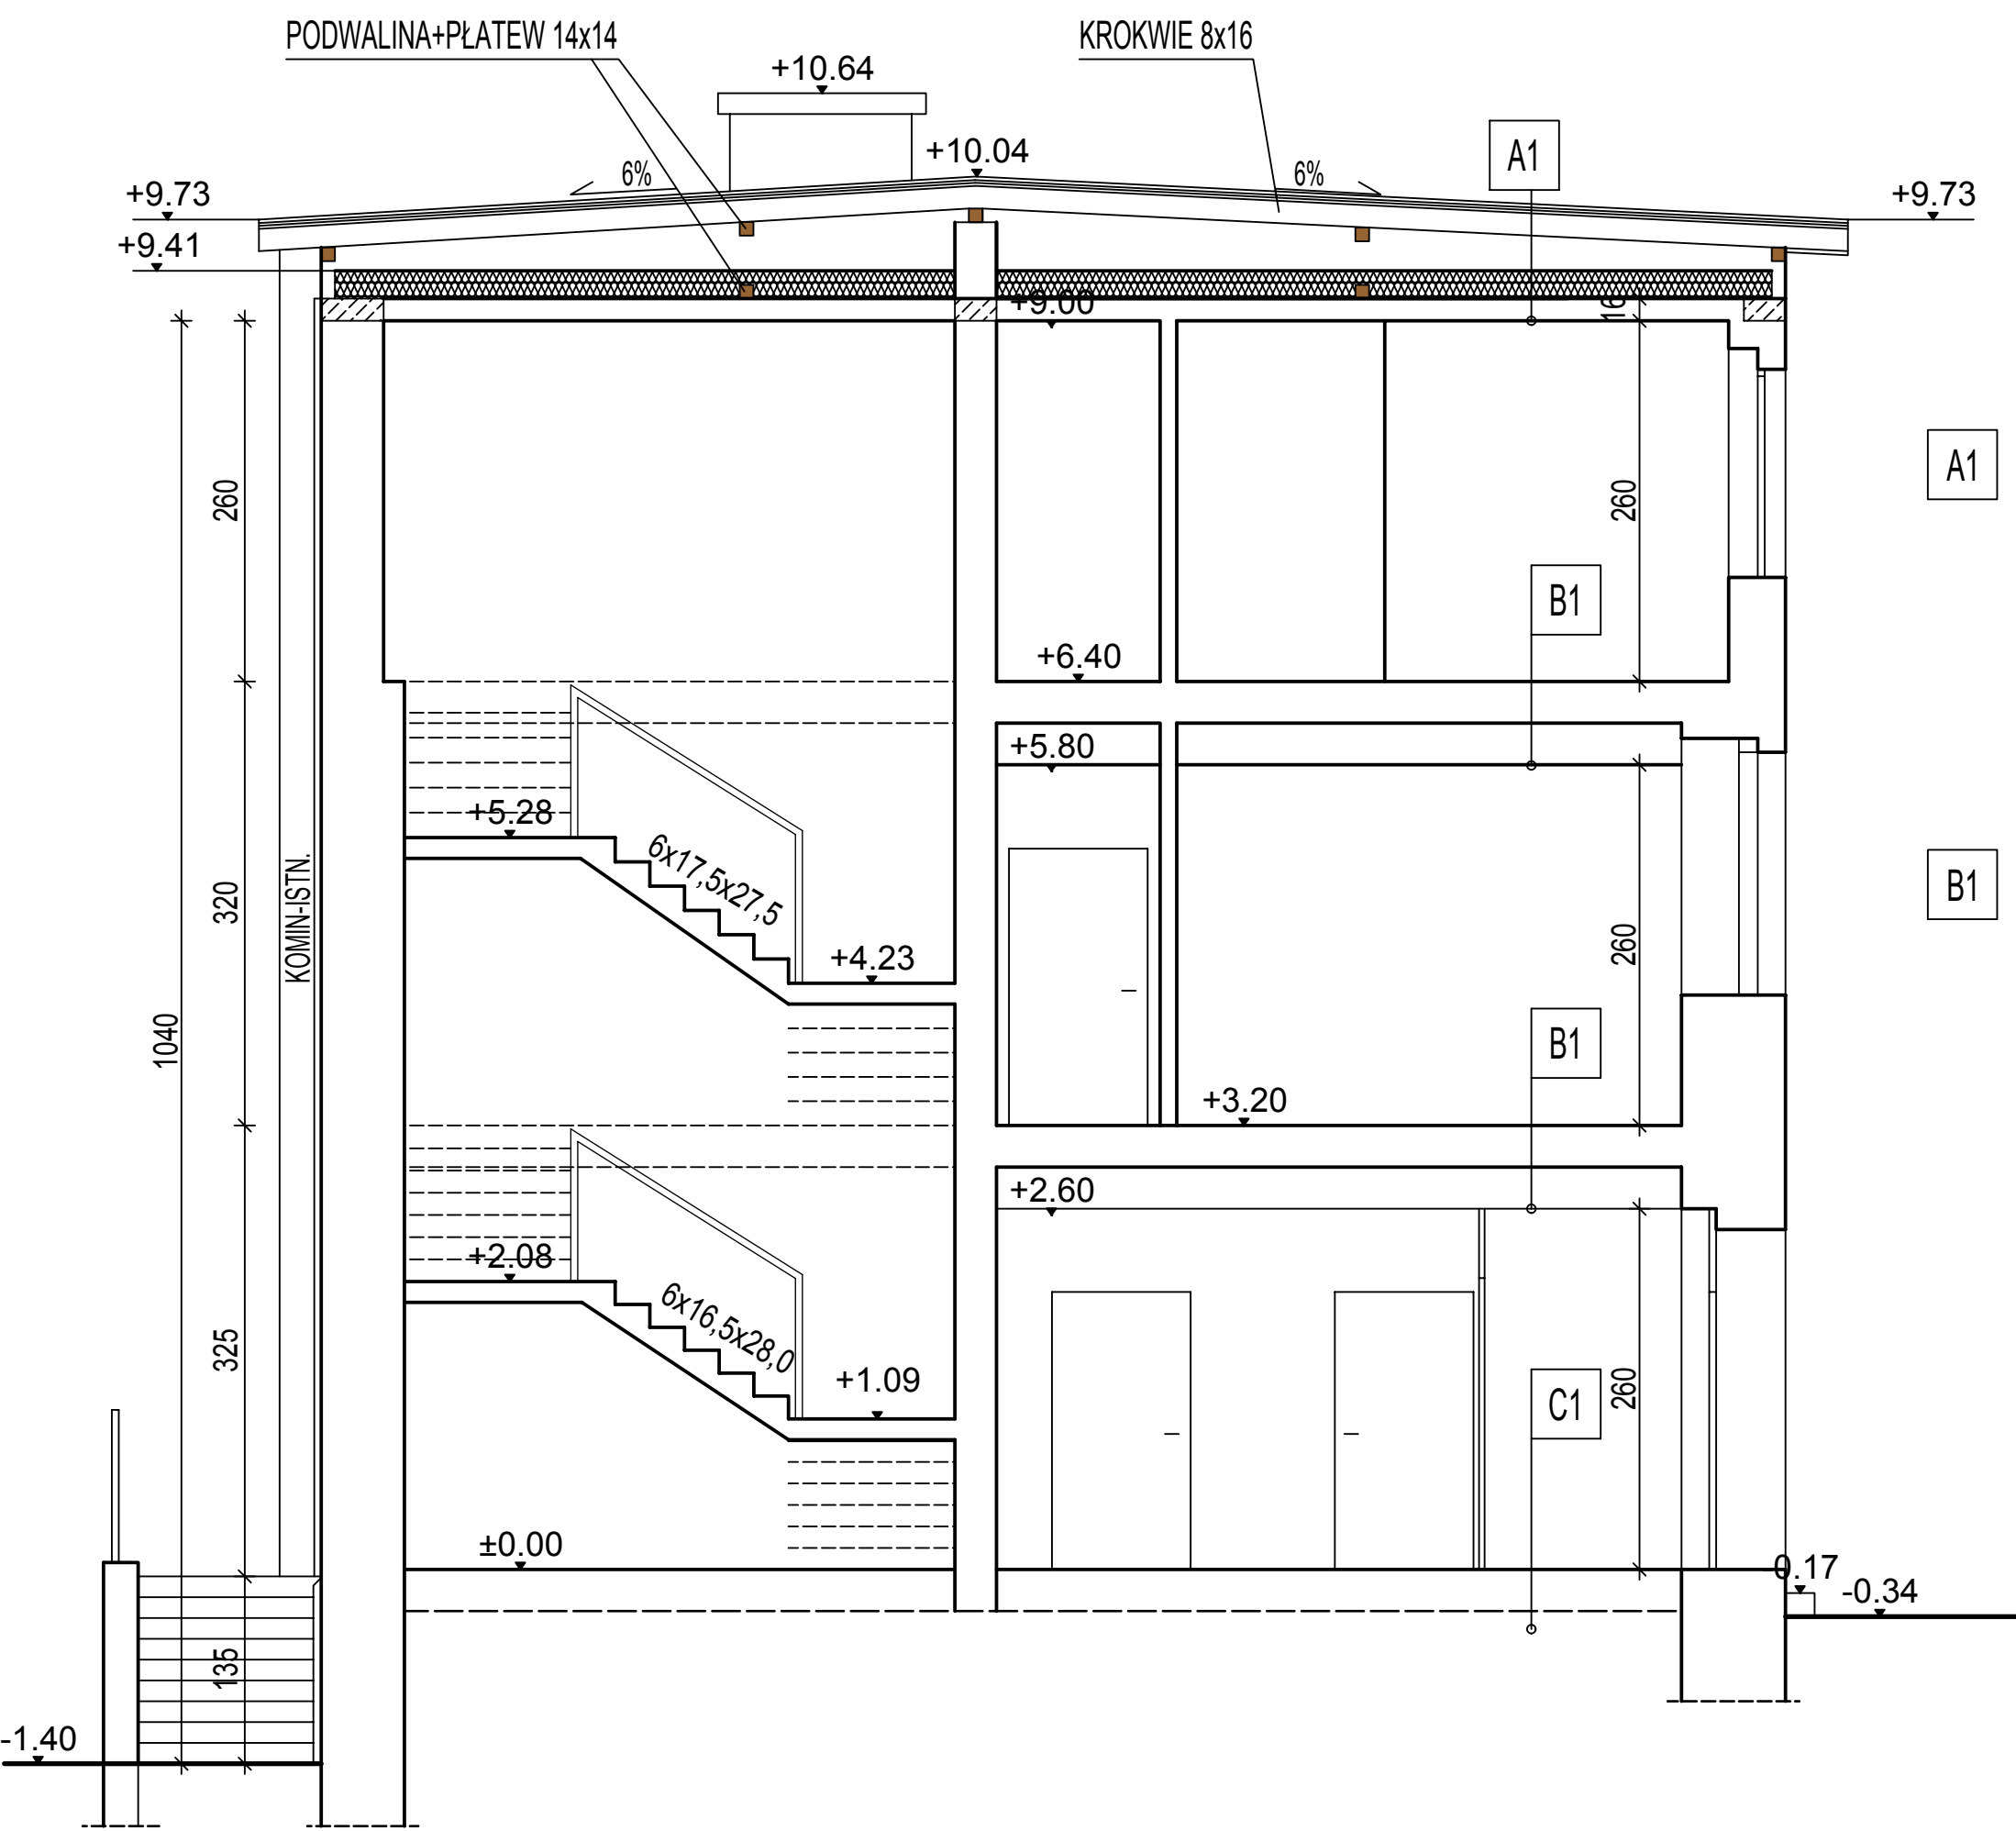 PODWALINA+PŁATEW 14x14
KROKWIE 8x16
+10.64
+10.04
A1
6%
6%
+9.73
+9.73
+9.41
+9.00
16
260
260
A1
B1
+6.40
+5.80
+5.28
6x17,5x27,5
KOMIN-ISTN.
320
B1
260
+4.23
1040
B1
+3.20
+2.60
+2.08
6x16,5x28,0
325
+1.09
260
C1
±0.00
0.17
-0.34
135
-1.40